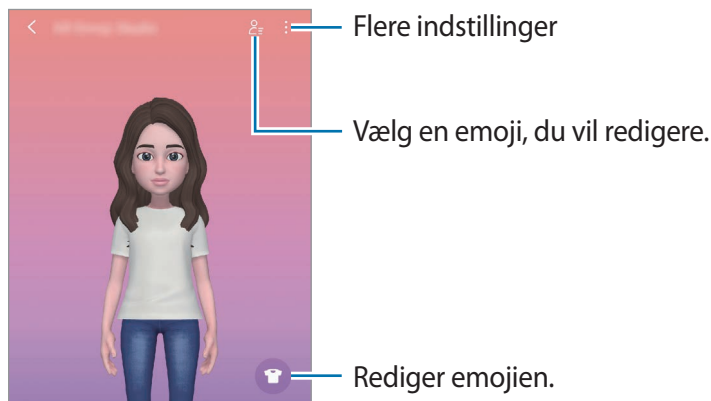 Flere indstillinger
Vælg en emoji, du vil redigere.
Rediger emojien.